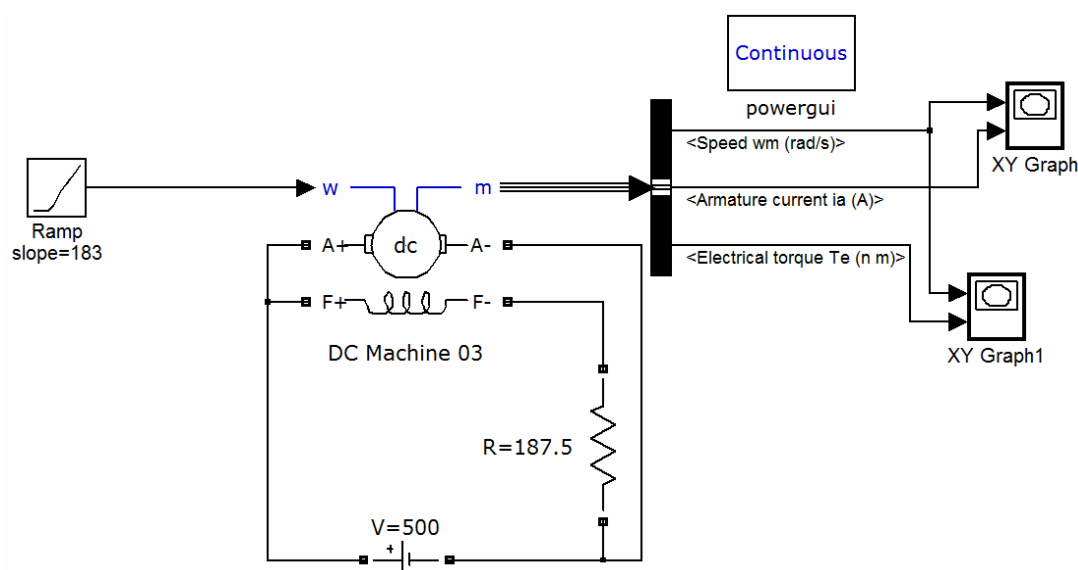 Continuous
powergui
<Speed wm (rad/s)>
XY Graph
w
m
Ramp
slope=183
<Armature current ia (A)>
A+
dc
A-
<Electrical torque Te (n m)>
F+
F-
DC Machine 03
XY Graph1
R=187.5
V=500
+